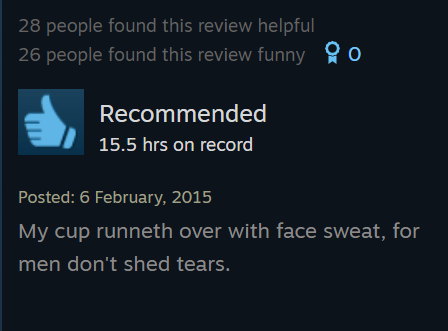 28 people found this review helpful
26 people found this review funny 0
Recommended
15.5 hrs on record
Posted: 6 February, 2015
My cup runneth over with face sweat, for
men don't shed tears.